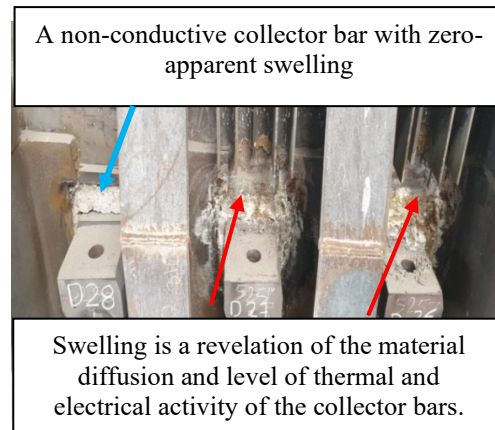 A non-conductive collector bar with zero-
apparent swelling
D28
D27
Swelling is a revelation of the material
diffusion and level of thermal and
electrical activity of the collector bars.